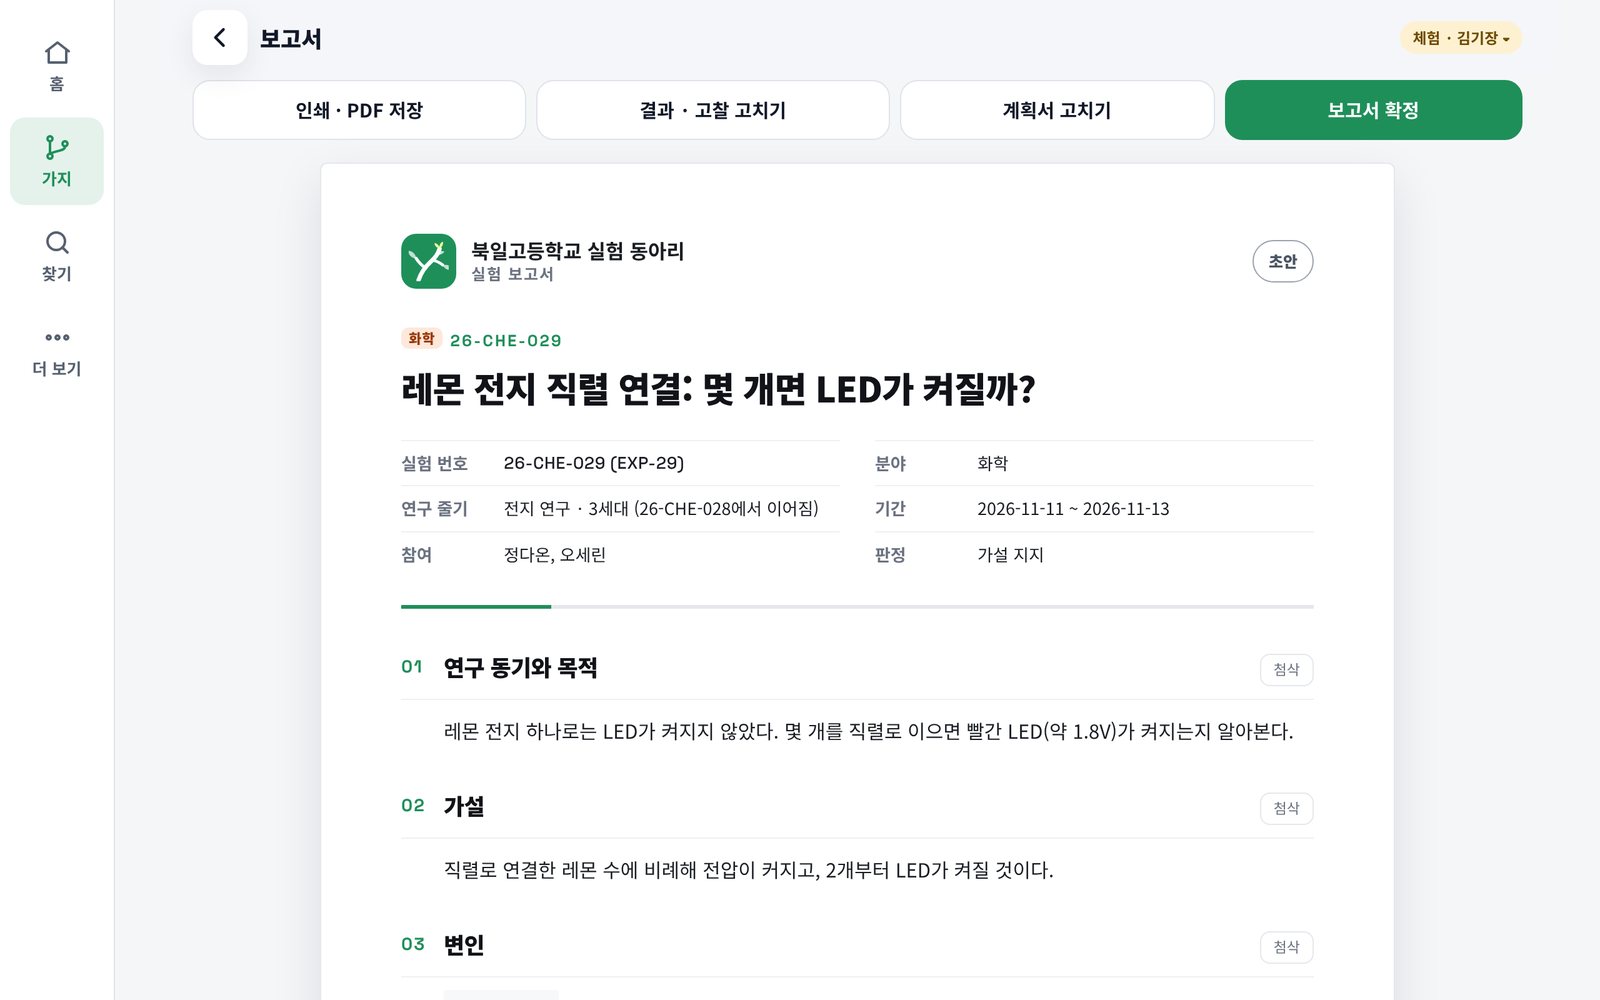 홈
가지
찾기
더 보기
보고서
체험 · 김기장
인쇄 · PDF 저장
결과 · 고찰 고치기
계획서 고치기
보고서 확정
북일고등학교 실험 동아리
실험 보고서
초안
화학 26-CHE-029
레몬 전지 직렬 연결: 몇 개면 LED가 켜질까?
실험 번호 26-CHE-029 (EXP-29)
분야 화학
연구 줄기 전지 연구 · 3세대 (26-CHE-028에서 이어짐)
기간 2026-11-11 ~ 2026-11-13
참여 정다온, 오세린
판정 가설 지지
01 연구 동기와 목적 첨삭
레몬 전지 하나로는 LED가 켜지지 않았다. 몇 개를 직렬로 이으면 빨간 LED(약 1.8V)가 켜지는지 알아본다.
02 가설 첨삭
직렬로 연결한 레몬 수에 비례해 전압이 커지고, 2개부터 LED가 켜질 것이다.
03 변인 첨삭